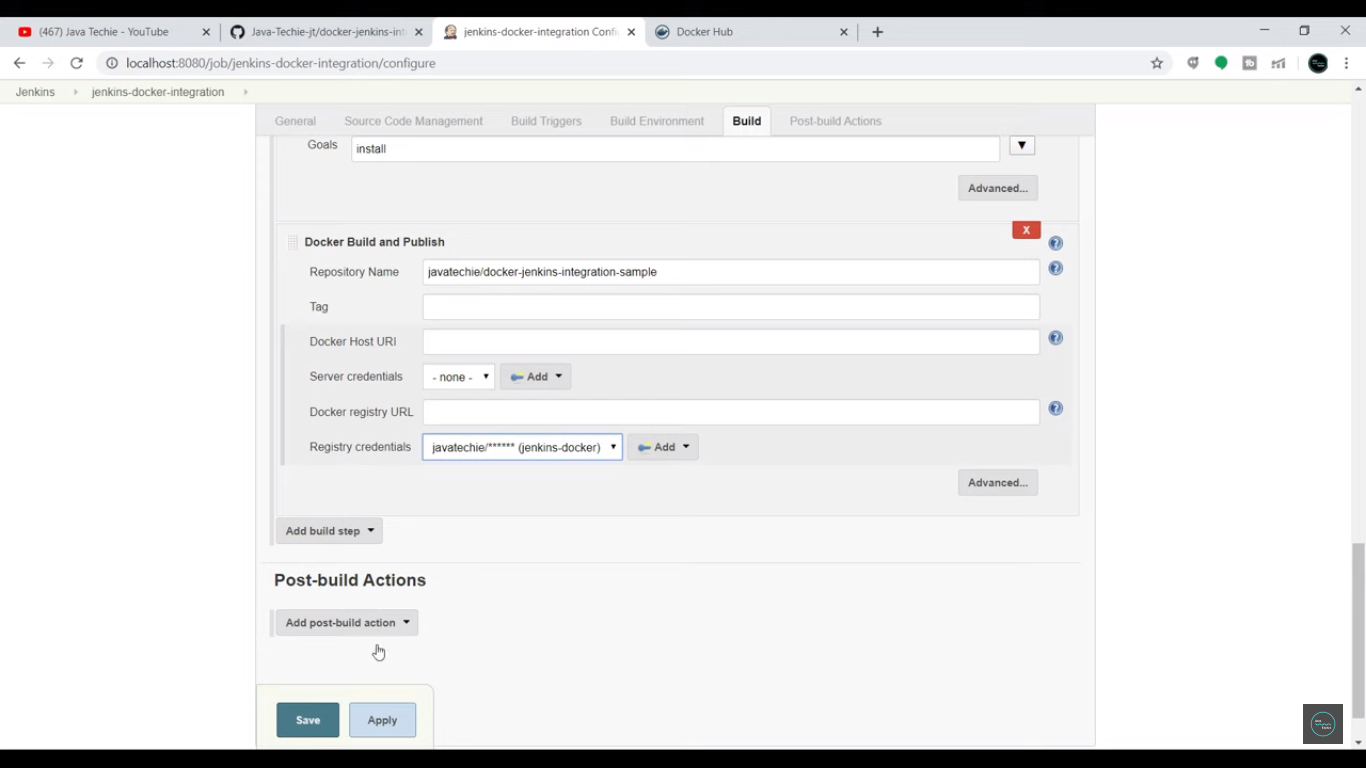 (467) Java Techie - YouTube
Java-Techie-jt/docker-jenkins-int
jenkins-docker-integration Confi
Docker Hub
localhost:8080/job/jenkins-docker-integration/configure
Jenkins
jenkins-docker-integration
General
Source Code Management
Build Triggers
Build Environment
Build
Post-build Actions
Goals
install
Advanced...
Docker Build and Publish
X
Repository Name
javatechie/docker-jenkins-integration-sample
Tag
Docker Host URI
Server credentials
- none -
Add
Docker registry URL
Registry credentials
javatechie/****** (jenkins-docker)
Add
Advanced...
Add build step
Post-build Actions
Add post-build action
Save
Apply